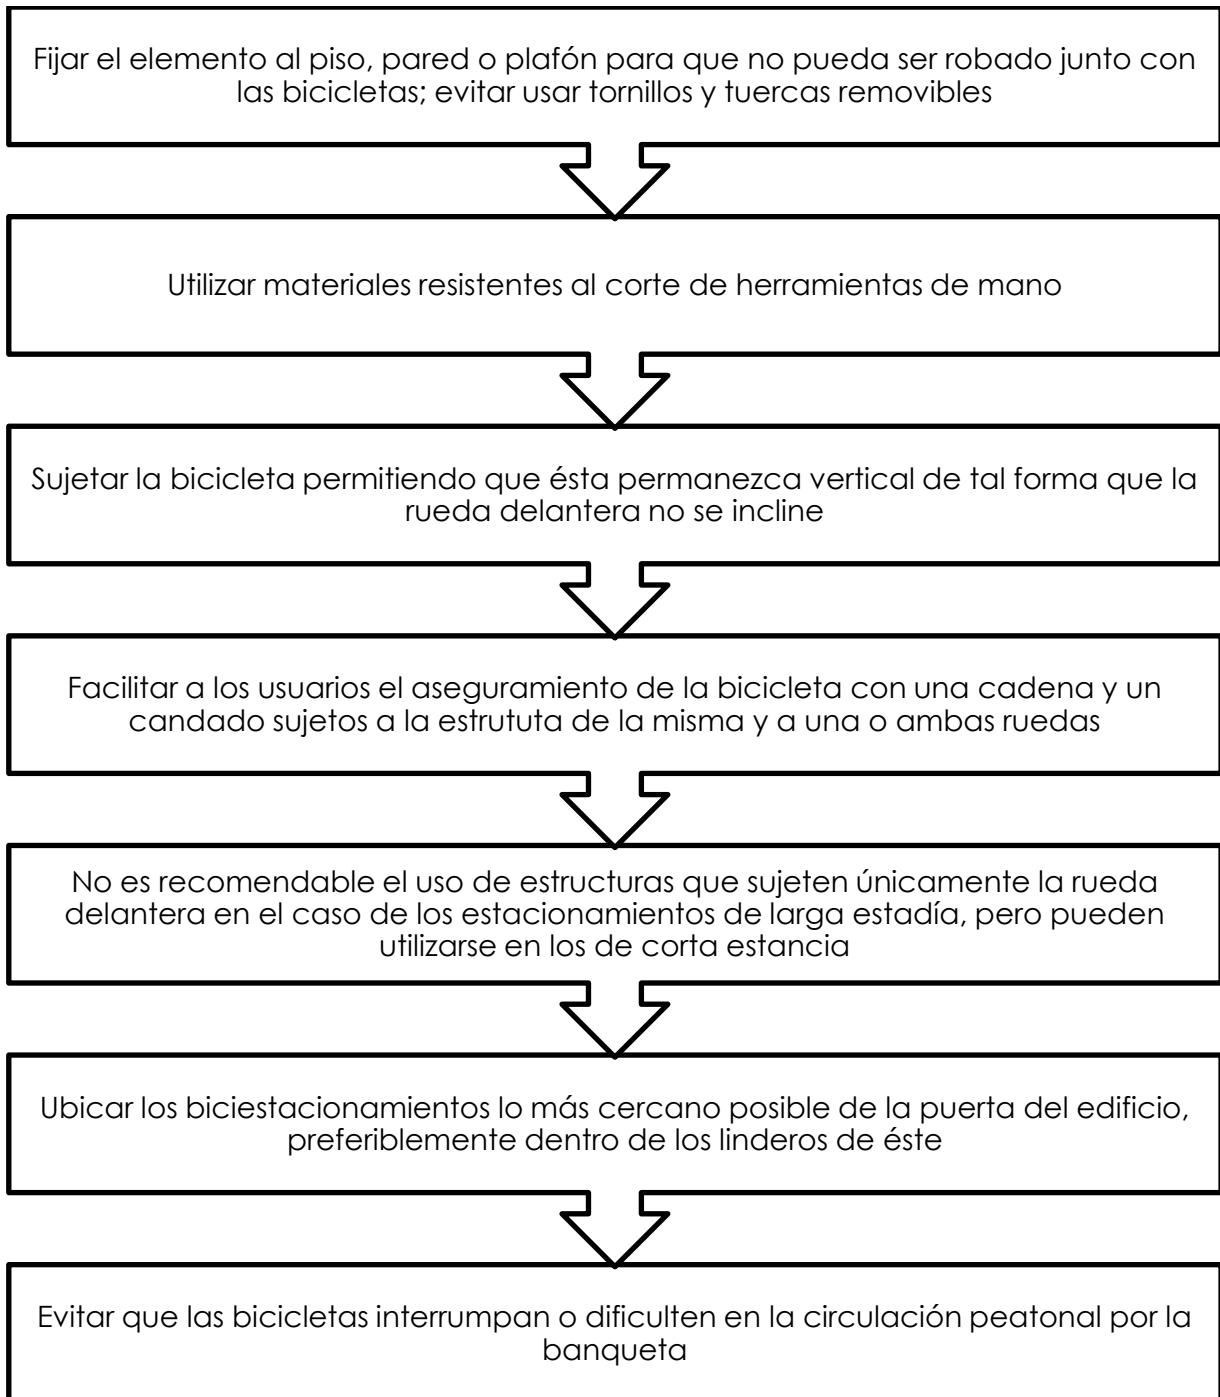 Fijar el elemento al piso, pared o plafón para que no pueda ser robado junto con
las bicicletas; evitar usar tornillos y tuercas removibles
Utilizar materiales resistentes al corte de herramientas de mano
Sujetar la bicicleta permitiendo que ésta permanezca vertical de tal forma que la
rueda delantera no se incline
Facilitar a los usuarios el aseguramiento de la bicicleta con una cadena y un
candado sujetos a la estrututa de la misma y a una o ambas ruedas
No es recomendable el uso de estructuras que sujeten únicamente la rueda
delantera en el caso de los estacionamientos de larga estadía, pero pueden
utilizarse en los de corta estancia
Ubicar los biciestacionamientos lo más cercano posible de la puerta del edificio,
preferiblemente dentro de los linderos de éste
Evitar que las bicicletas interrumpan o dificulten en la circulación peatonal por la
banqueta